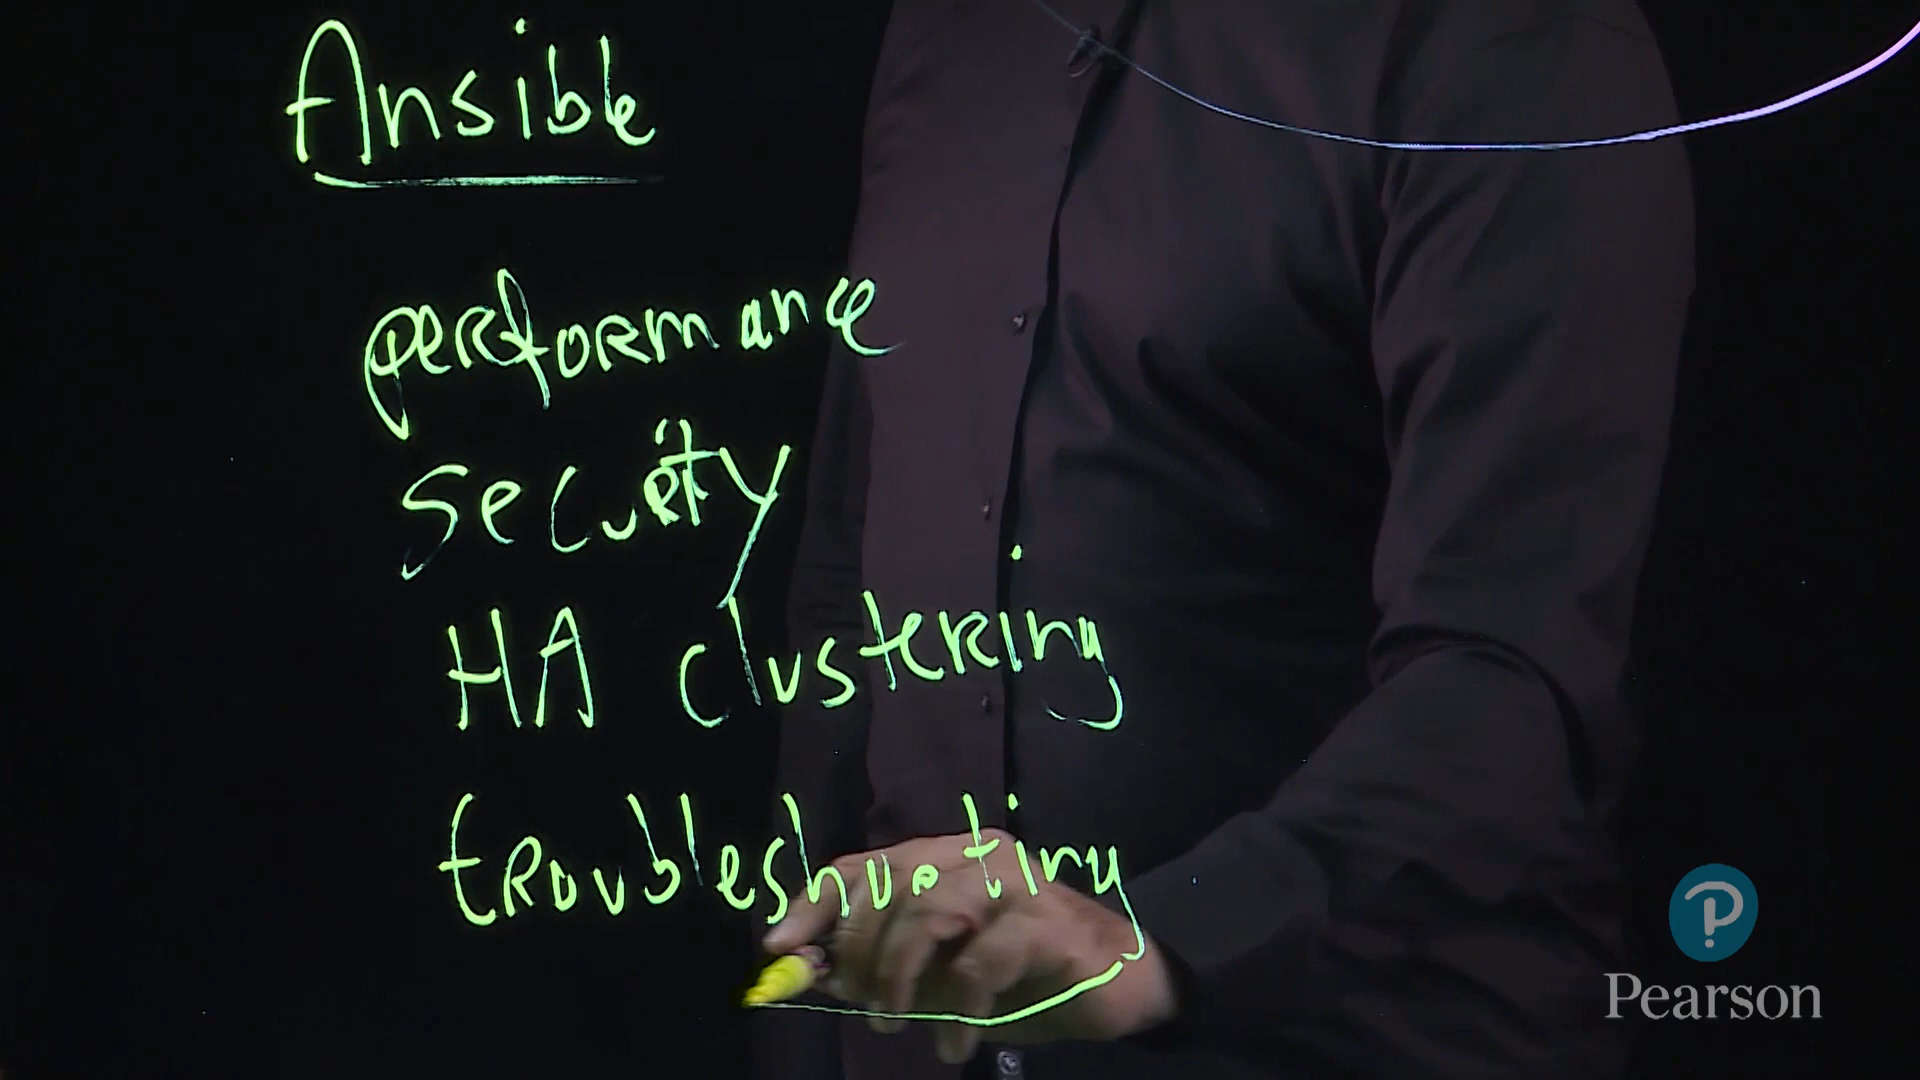 Ansible
performance
security
HA clustering
troubleshooting
Pearson